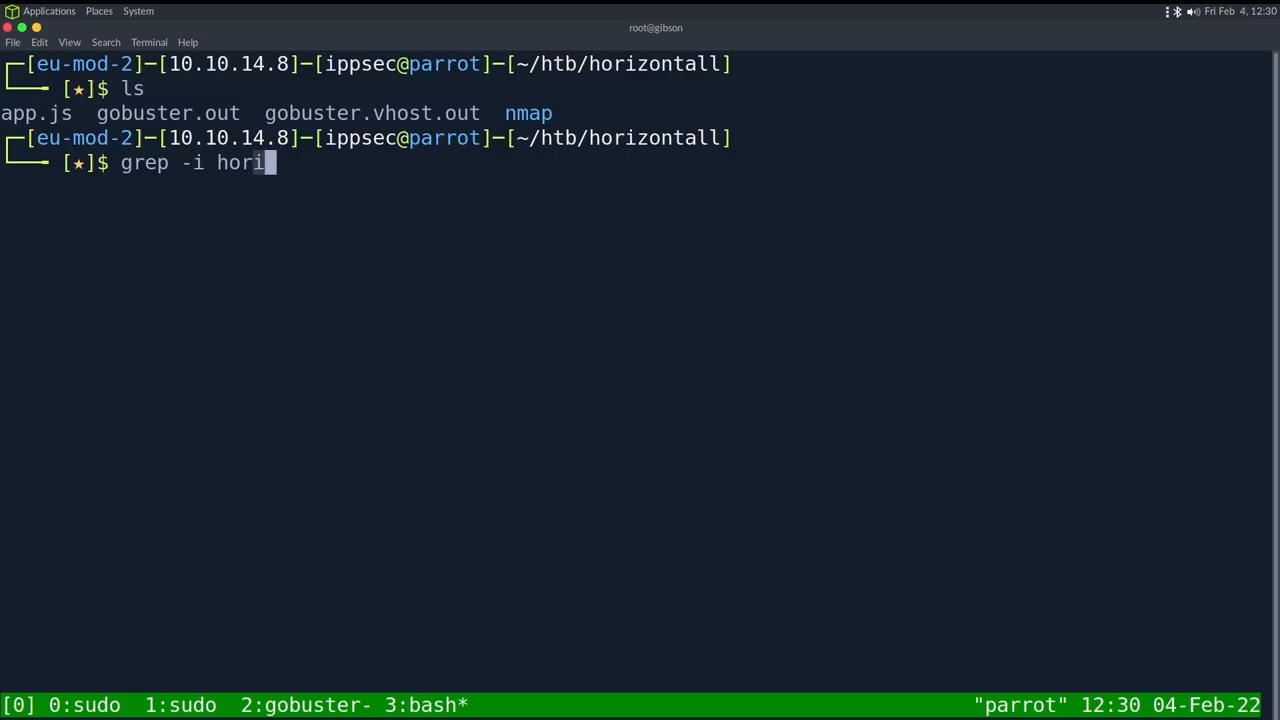 Applications Places System Fri Feb 4, 12:30
root@gibson
File Edit View Search Terminal Help
┌─[eu-mod-2]─[10.10.14.8]─[ippsec@parrot]─[~/htb/horizontall]
└──╼ [★]$ ls
app.js gobuster.out gobuster.vhost.out nmap
┌─[eu-mod-2]─[10.10.14.8]─[ippsec@parrot]─[~/htb/horizontall]
└──╼ [★]$ grep -i hori
[0] 0:sudo 1:sudo 2:gobuster- 3:bash* "parrot" 12:30 04-Feb-22